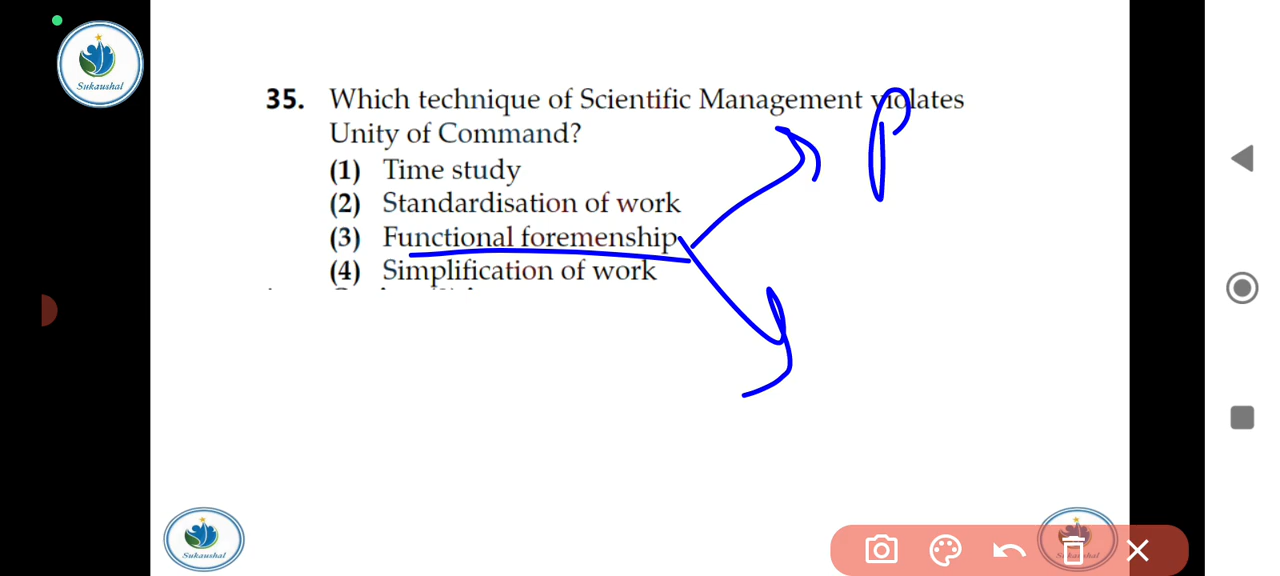 Sukaushal
35. Which technique of Scientific Management violates
Unity of Command?
(1) Time study
(2) Standardisation of work
(3) Functional foremenship
(4) Simplification of work
P
Sukaushal
Sukaushal